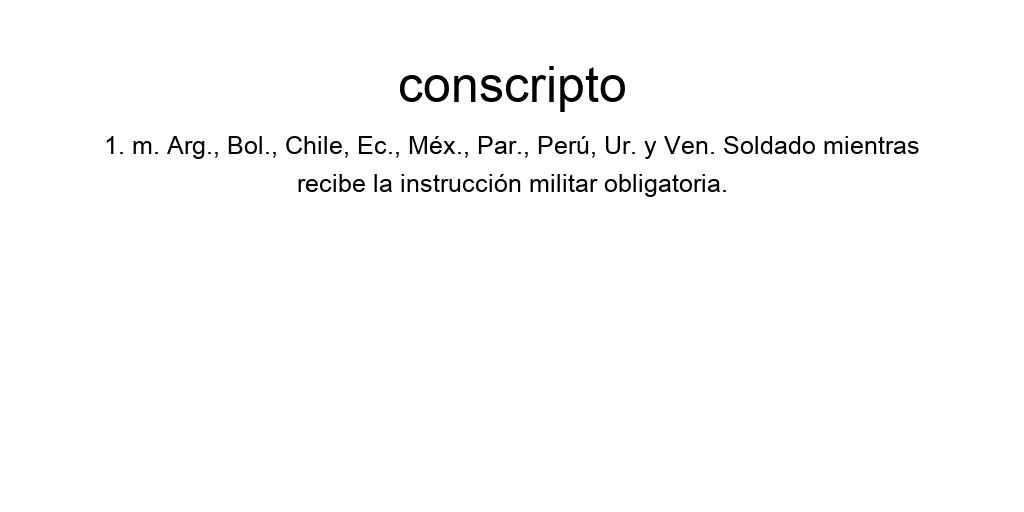 conscripto
1. m. Arg., Bol., Chile, Ec., Méx., Par., Perú, Ur. y Ven. Soldado mientras
recibe la instrucción militar obligatoria.